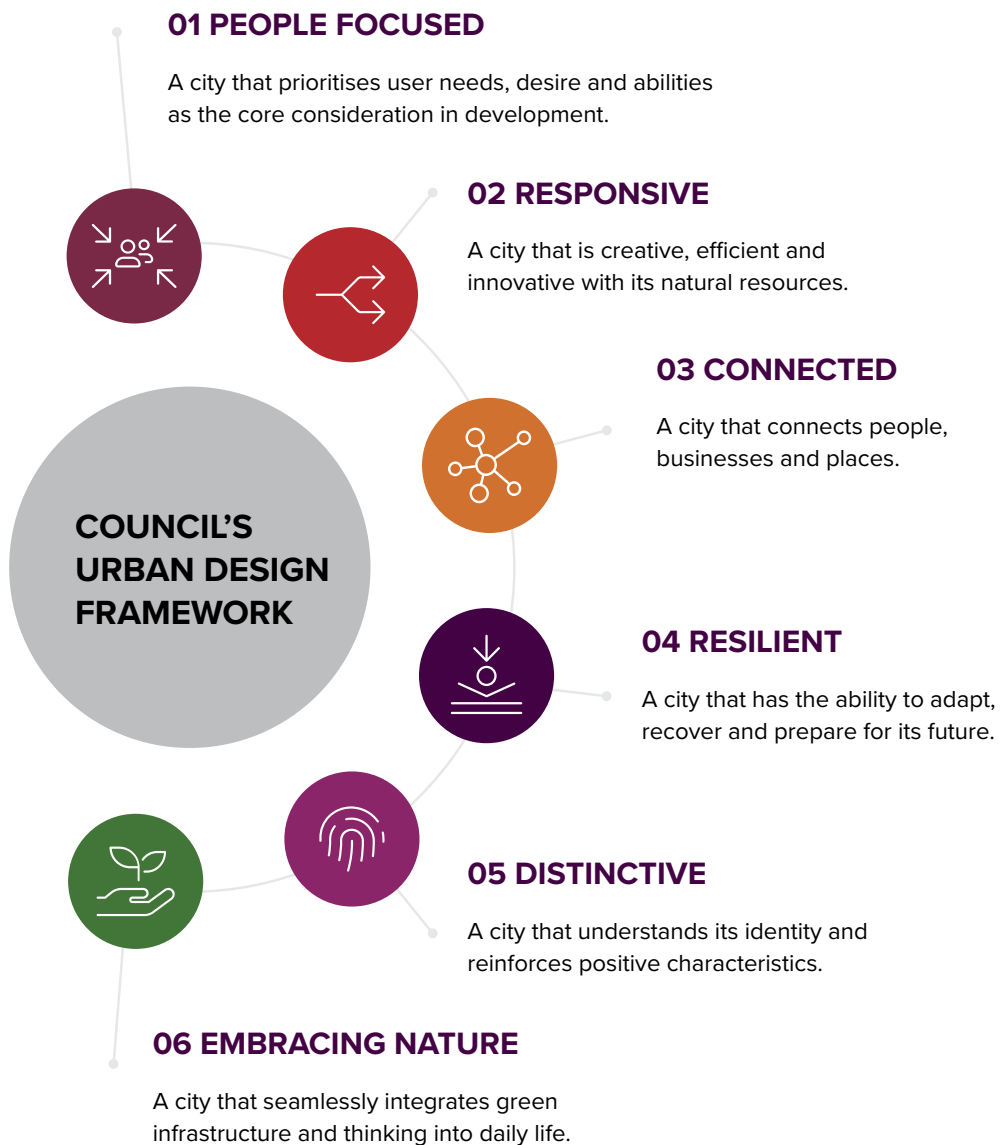 01 PEOPLE FOCUSED
A city that prioritises user needs, desire and abilities
as the core consideration in development.
02 RESPONSIVE
A city that is creative, efficient and
innovative with its natural resources.
03 CONNECTED
A city that connects people,
businesses and places.
COUNCIL’S
URBAN DESIGN
FRAMEWORK
04 RESILIENT
A city that has the ability to adapt,
recover and prepare for its future.
05 DISTINCTIVE
A city that understands its identity and
reinforces positive characteristics.
06 EMBRACING NATURE
A city that seamlessly integrates green
infrastructure and thinking into daily life.